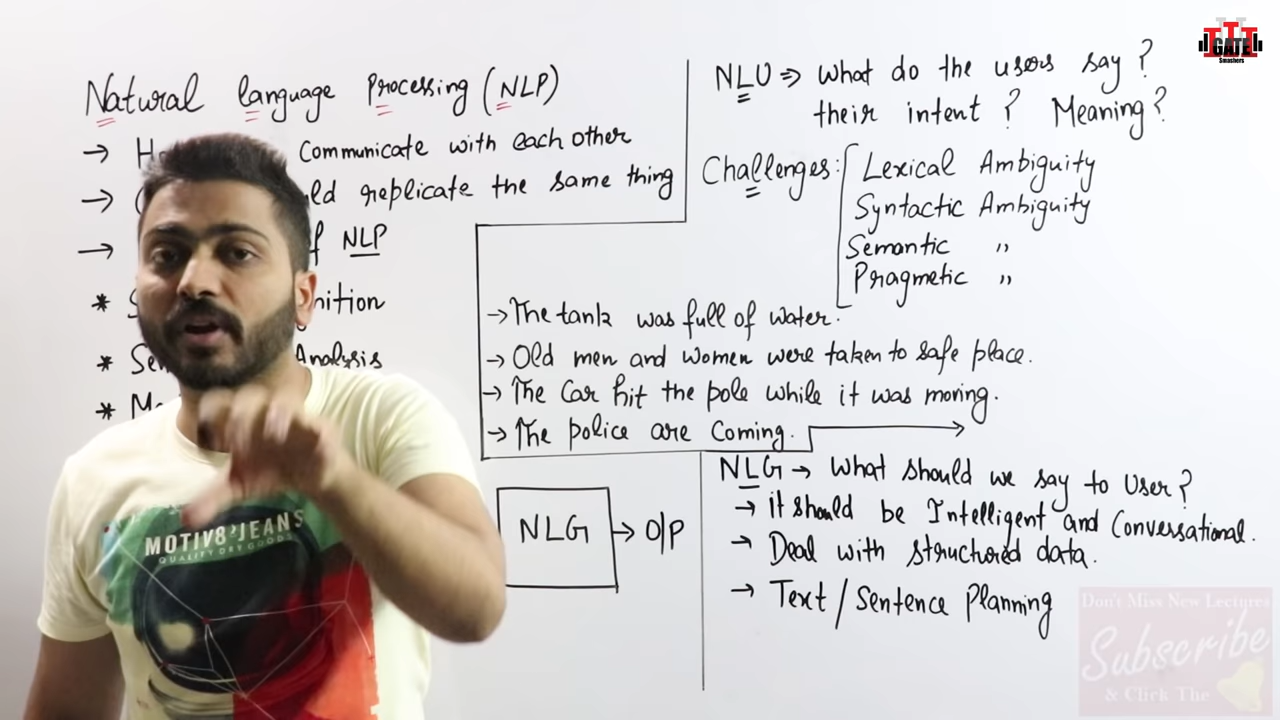 Natural language Processing (NLP)
→ communicate with each other
→ replicate the same thing
→ of NLP
*
* Analysis
*
NLU ⇒ what do the users say?
their intent? Meaning?
Challenges: Lexical Ambiguity
Syntactic Ambiguity
Semantic "
Pragmetic "
→ The tank was full of water.
→ Old men and women were taken to safe place.
→ The Car hit the pole while it was moving.
→ The police are Coming.
NLG → O/P
NLG → What should we say to User?
→ it should be Intelligent and Conversational.
→ Deal with structured data.
→ Text / Sentence Planning
MOTIV8'JEANS
QUALITY DRY GOODS
GATE
Smashers
Don't Miss New Lectures
Subscribe
& Click The